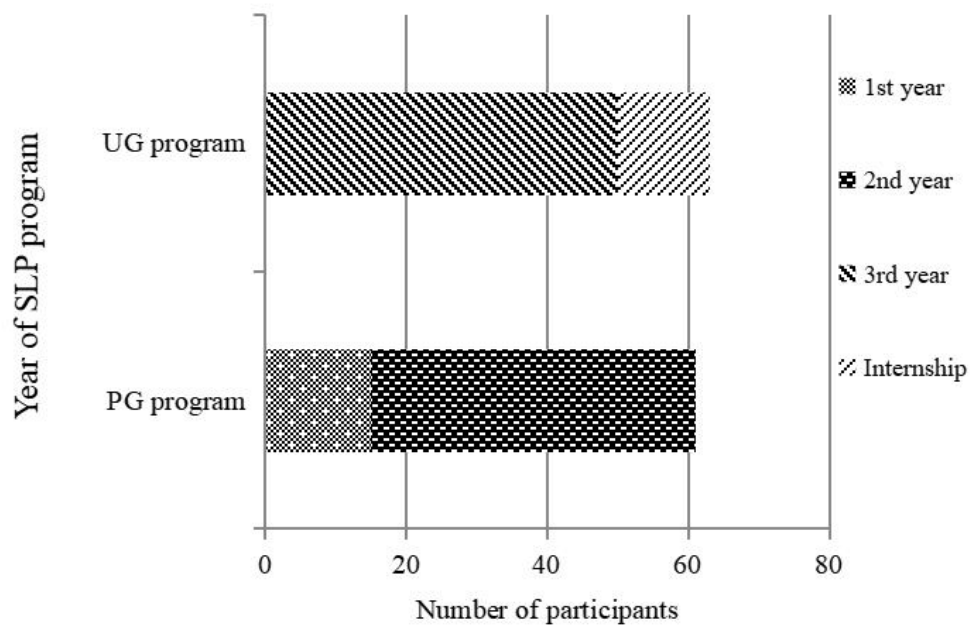 Year of SLP program
UG program
PG program
0 20 40 60 80
Number of participants
1st year
2nd year
3rd year
Internship